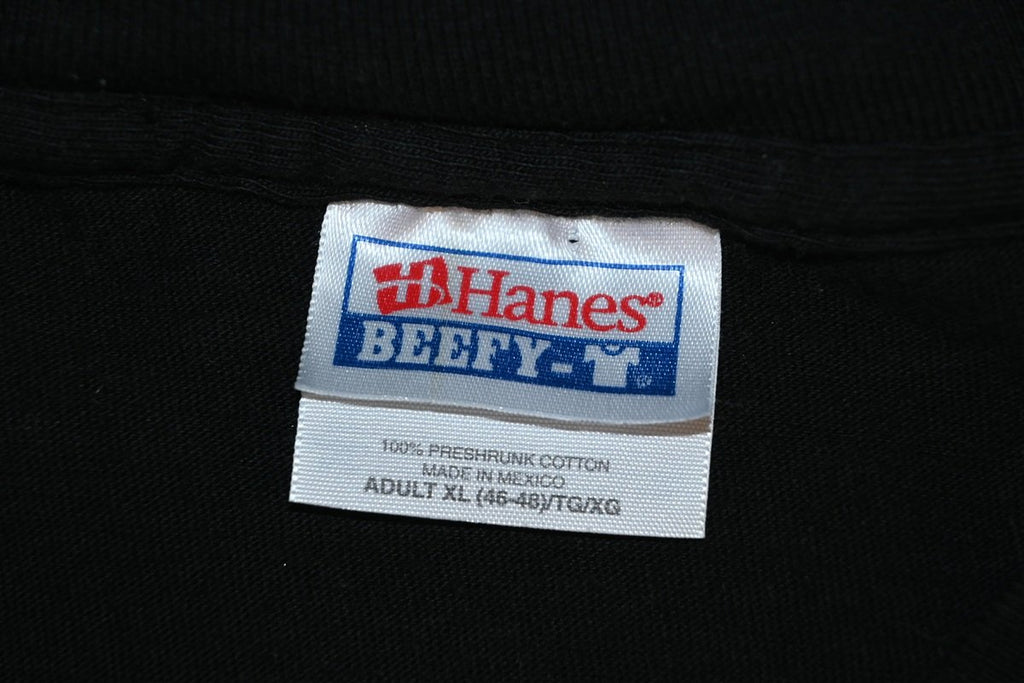 Hanes®
BEEFY-T®
100% PRESHRUNK COTTON
MADE IN MEXICO
ADULT XL (46-48)/TG/XG